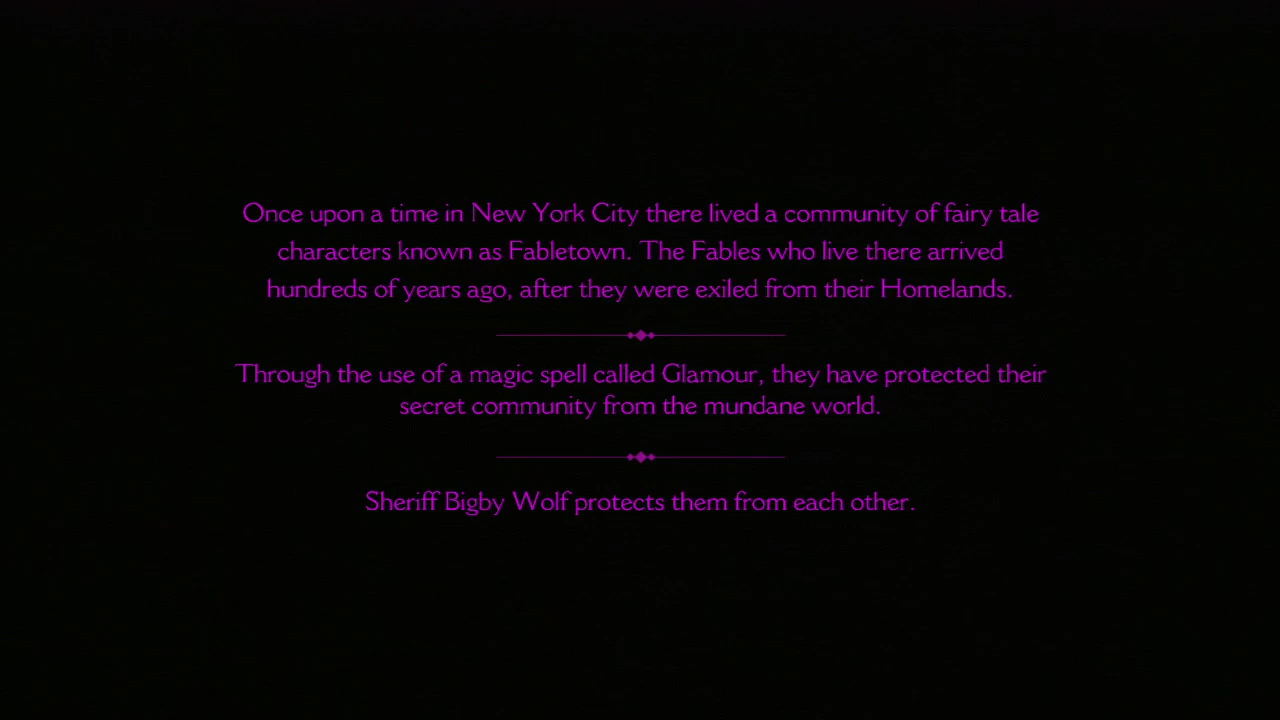 Once upon a time in New York City there lived a community of fairy tale
characters known as Fabletown. The Fables who live there arrived
hundreds of years ago, after they were exiled from their Homelands.
Through the use of a magic spell called Glamour, they have protected their
secret community from the mundane world.
Sheriff Bigby Wolf protects them from each other.